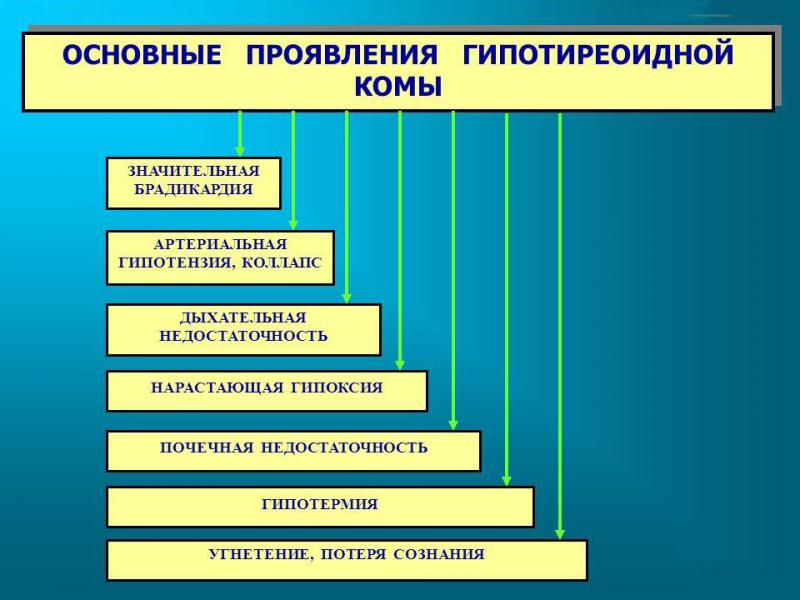 ОСНОВНЫЕ ПРОЯВЛЕНИЯ ГИПОТИРЕОИДНОЙ
КОМЫ
ЗНАЧИТЕЛЬНАЯ
БРАДИКАРДИЯ
АРТЕРИАЛЬНАЯ
ГИПОТЕНЗИЯ, КОЛЛАПС
ДЫХАТЕЛЬНАЯ
НЕДОСТАТОЧНОСТЬ
НАРАСТАЮЩАЯ ГИПОКСИЯ
ПОЧЕЧНАЯ НЕДОСТАТОЧНОСТЬ
ГИПОТЕРМИЯ
УГНЕТЕНИЕ, ПОТЕРЯ СОЗНАНИЯ